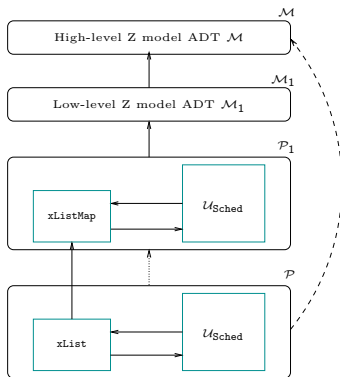 ℳ
High-level Z model ADT ℳ
ℳ₁
Low-level Z model ADT ℳ₁
𝒫₁
xListMap
𝒰Sched
𝒫
xList
𝒰Sched